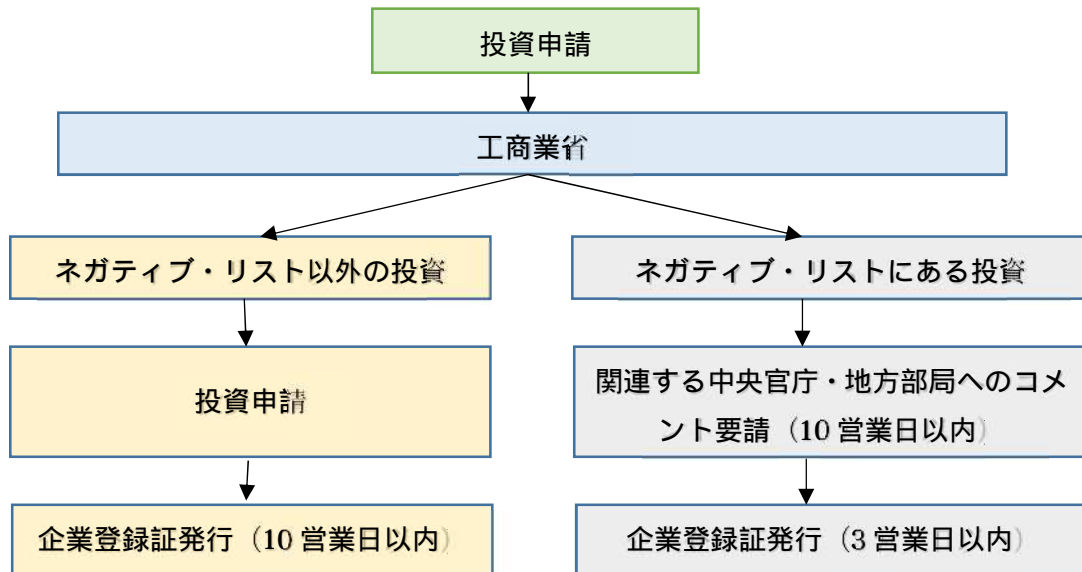 投資申請
工商業省
ネガティブ・リスト以外の投資
ネガティブ・リストにある投資
投資申請
関連する中央官庁・地方部局へのコメ
ント要請（10 営業日以内）
企業登録証発行（10 営業日以内）
企業登録証発行（3 営業日以内）